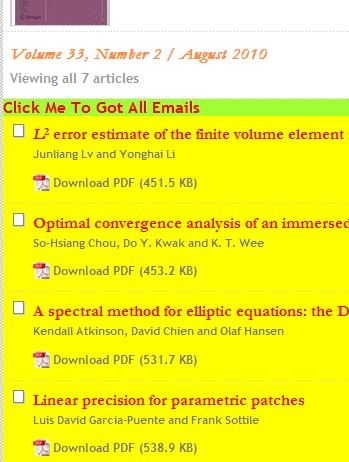 Volume 33, Number 2 / August 2010
Viewing all 7 articles
Click Me To Got All Emails
L² error estimate of the finite volume element
Junliang Lv and Yonghai Li
Download PDF (451.5 KB)
Optimal convergence analysis of an immersed
So-Hsiang Chou, Do Y. Kwak and K. T. Wee
Download PDF (453.2 KB)
A spectral method for elliptic equations: the D
Kendall Atkinson, David Chien and Olaf Hansen
Download PDF (531.7 KB)
Linear precision for parametric patches
Luis David Garcia-Puente and Frank Sottile
Download PDF (538.9 KB)